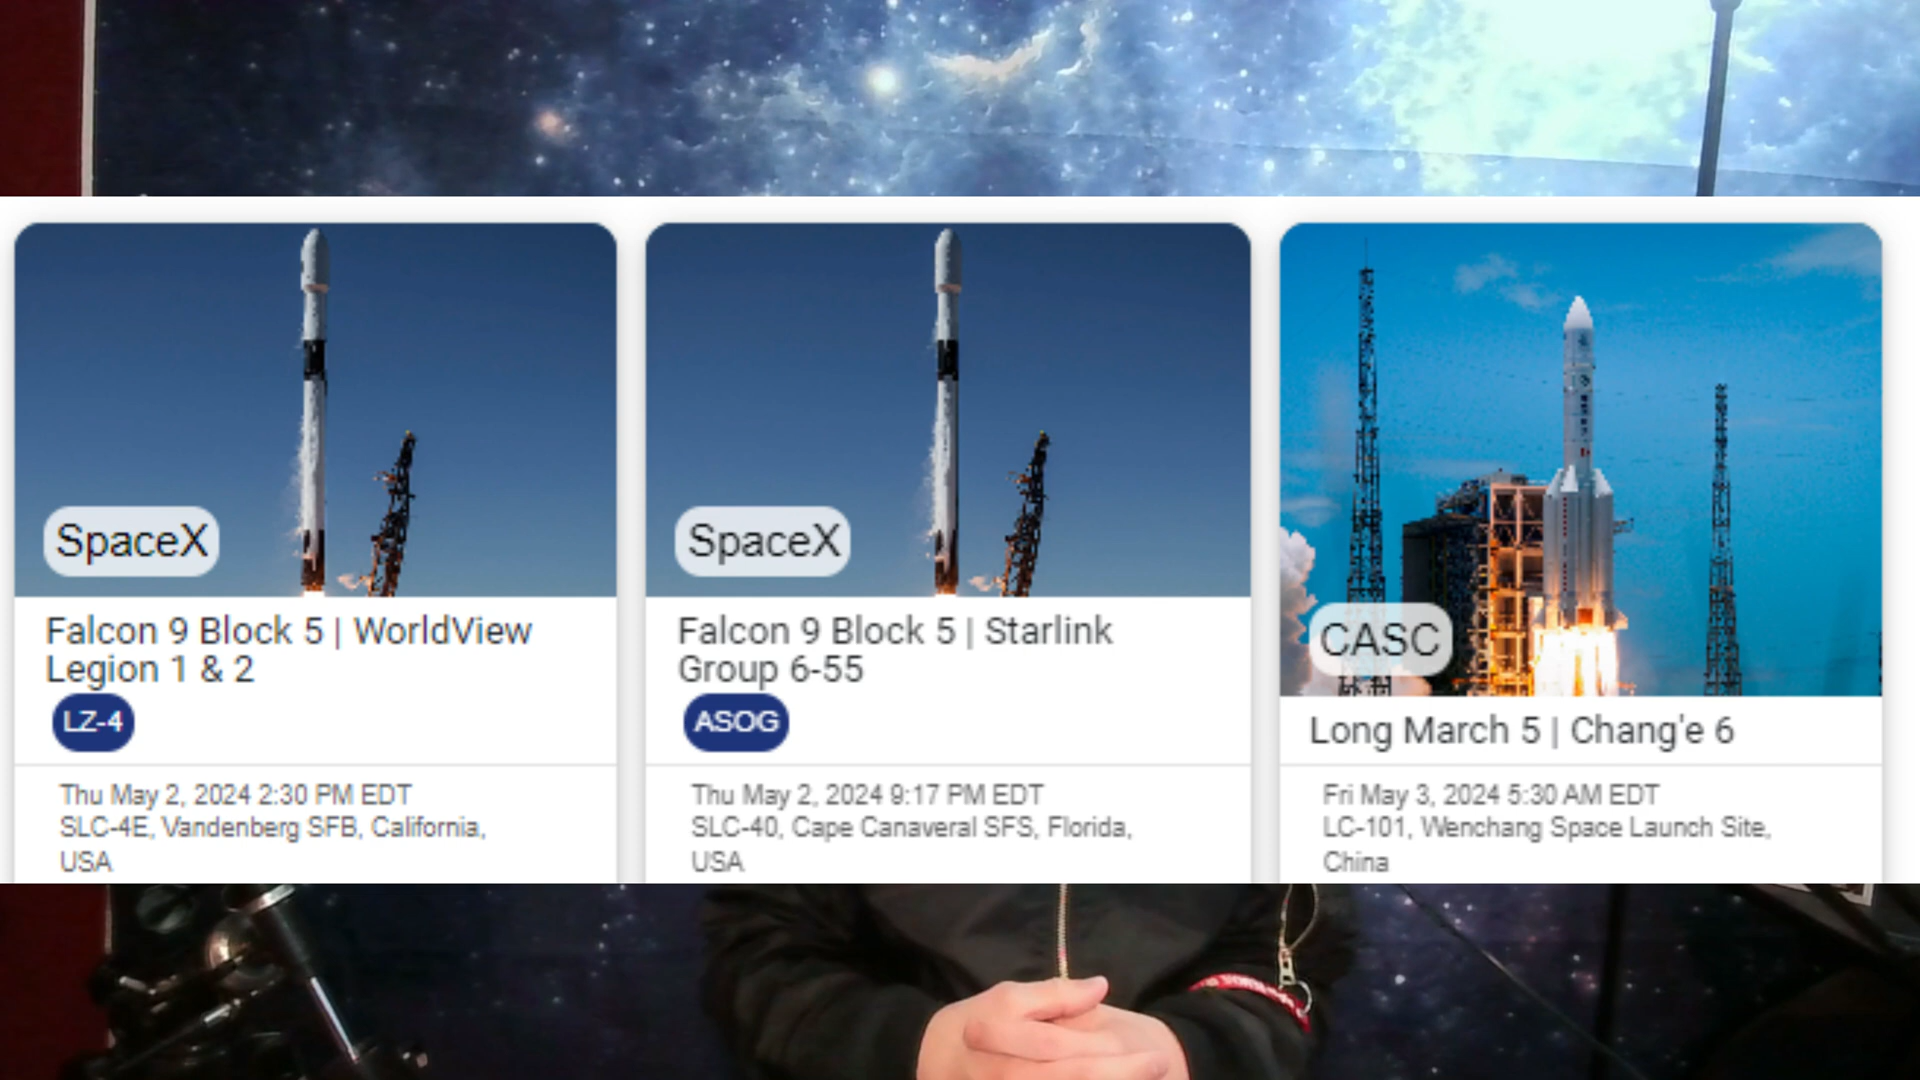 SpaceX
Falcon 9 Block 5 | WorldView
Legion 1 & 2
LZ-4
Thu May 2, 2024 2:30 PM EDT
SLC-4E, Vandenberg SFB, California,
USA
SpaceX
Falcon 9 Block 5 | Starlink
Group 6-55
ASOG
Thu May 2, 2024 9:17 PM EDT
SLC-40, Cape Canaveral SFS, Florida,
USA
CASC
Long March 5 | Chang'e 6
Fri May 3, 2024 5:30 AM EDT
LC-101, Wenchang Space Launch Site,
China